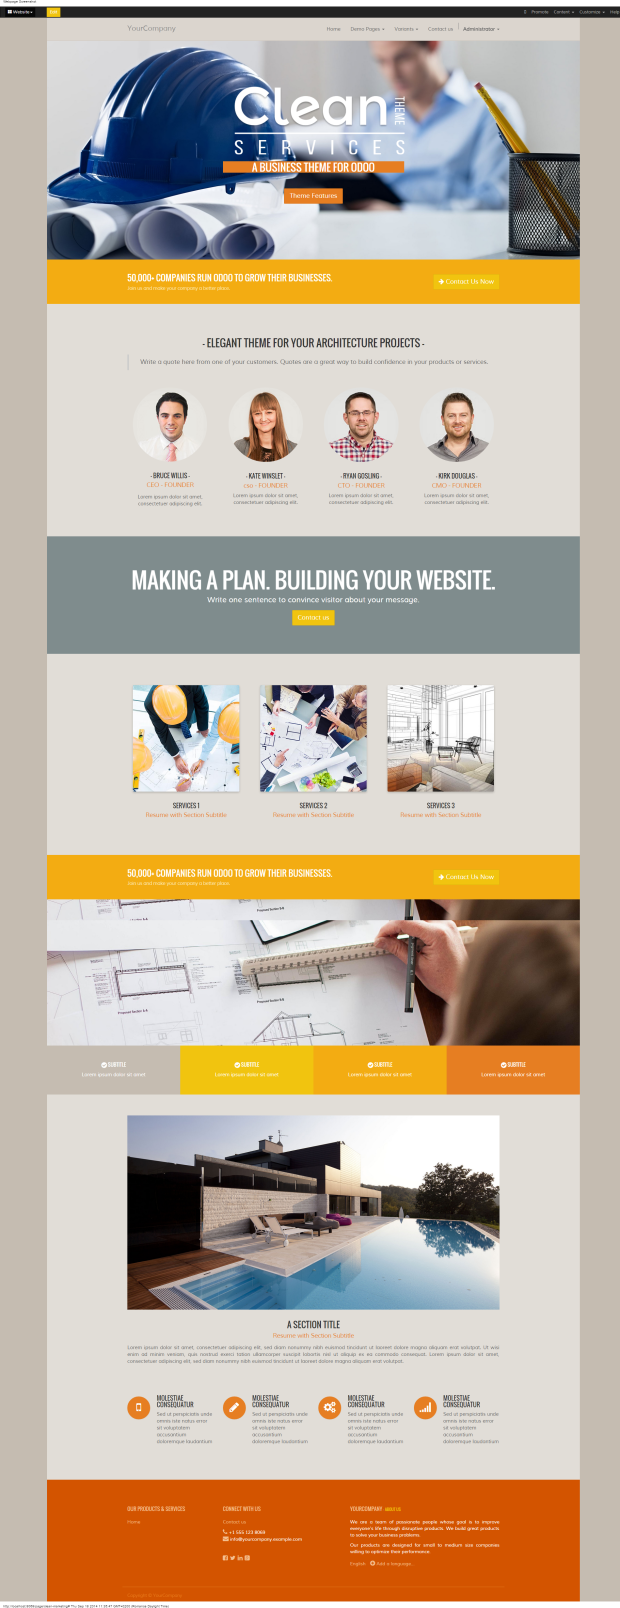 Webpage Screenshot
Website
Edit
Promote Content Customize Help
YourCompany
Home Demo Pages Variants Contact us Administrator
Clean
THEME
SERVICES
A BUSINESS THEME FOR ODOO
Theme Features
50,000+ COMPANIES RUN ODOO TO GROW THEIR BUSINESSES.
Join us and make your company a better place.
Contact Us Now
- ELEGANT THEME FOR YOUR ARCHITECTURE PROJECTS -
Write a quote here from one of your customers. Quotes are a great way to build confidence in your products or services.
- BRUCE WILLIS -
CEO - FOUNDER
Lorem ipsum dolor sit amet,
consectetuer adipiscing elit.
- KATE WINSLET -
cso - FOUNDER
Lorem ipsum dolor sit amet,
consectetuer adipiscing elit.
- RYAN GOSLING -
CTO - FOUNDER
Lorem ipsum dolor sit amet,
consectetuer adipiscing elit.
- KIRK DOUGLAS -
CMO - FOUNDER
Lorem ipsum dolor sit amet,
consectetuer adipiscing elit.
MAKING A PLAN. BUILDING YOUR WEBSITE.
Write one sentence to convince visitor about your message.
Contact us
SERVICES 1
Resume with Section Subtitle
SERVICES 2
Resume with Section Subtitle
SERVICES 3
Resume with Section Subtitle
50,000+ COMPANIES RUN ODOO TO GROW THEIR BUSINESSES.
Join us and make your company a better place.
Contact Us Now
SUBTITLE
Lorem ipsum dolor sit amet
SUBTITLE
Lorem ipsum dolor sit amet
SUBTITLE
Lorem ipsum dolor sit amet
SUBTITLE
Lorem ipsum dolor sit amet
A SECTION TITLE
Resume with Section Subtitle
Lorem ipsum dolor sit amet, consectetuer adipiscing elit, sed diam nonummy nibh euismod tincidunt ut laoreet dolore magna aliquam erat volutpat. Ut wisi
enim ad minim veniam, quis nostrud exerci tation ullamcorper suscipit lobortis nisl ut aliquip ex ea commodo consequat. Lorem ipsum dolor sit amet,
consectetuer adipiscing elit, sed diam nonummy nibh euismod tincidunt ut laoreet dolore magna aliquam erat volutpat.
MOLESTIAE
CONSEQUATUR
Sed ut perspiciatis unde
omnis iste natus error
sit voluptatem
accusantium
doloremque laudantium
MOLESTIAE
CONSEQUATUR
Sed ut perspiciatis unde
omnis iste natus error
sit voluptatem
accusantium
doloremque laudantium
MOLESTIAE
CONSEQUATUR
Sed ut perspiciatis unde
omnis iste natus error
sit voluptatem
accusantium
doloremque laudantium
MOLESTIAE
CONSEQUATUR
Sed ut perspiciatis unde
omnis iste natus error
sit voluptatem
accusantium
doloremque laudantium
OUR PRODUCTS & SERVICES
Home
CONNECT WITH US
Contact us
+1 555 123 8069
info@yourcompany.example.com
YOURCOMPANY ABOUT US
We are a team of passionate people whose goal is to improve
everyone's life through disruptive products. We build great products
to solve your business problems.
Our products are designed for small to medium size companies
willing to optimize their performance.
English Add a language...